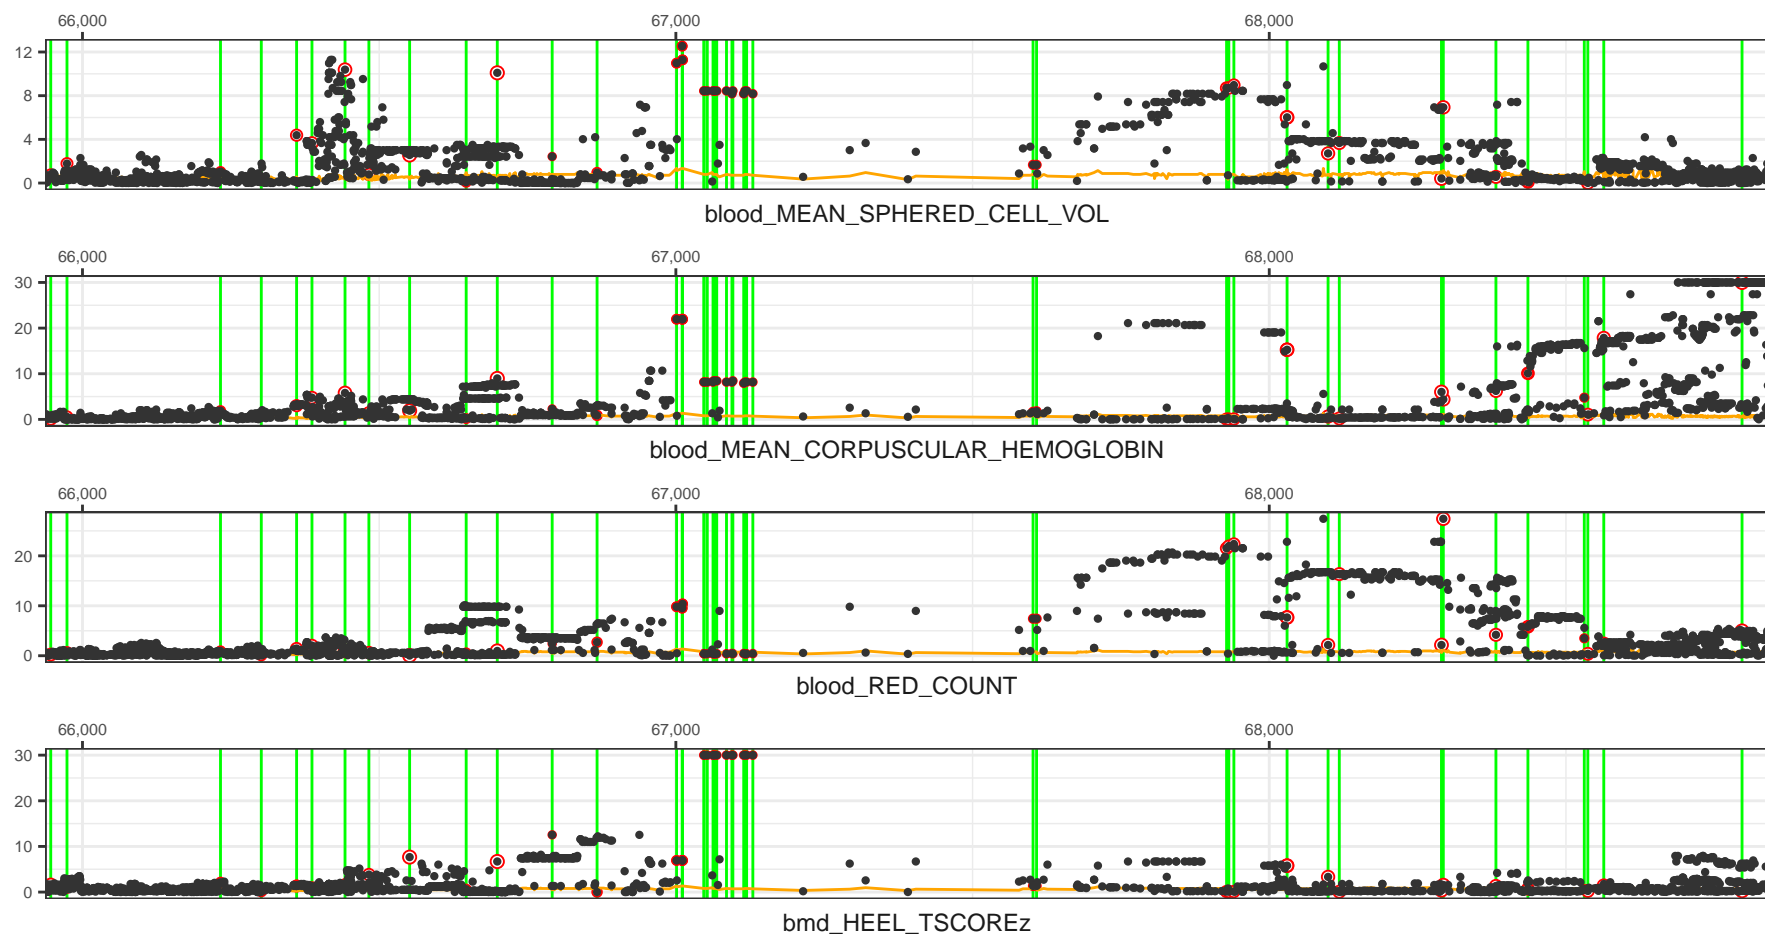 66,000 67,000 68,000
12
8
4
0
blood_MEAN_SPHERED_CELL_VOL
66,000 67,000 68,000
30
20
10
0
blood_MEAN_CORPUSCULAR_HEMOGLOBIN
66,000 67,000 68,000
20
10
0
blood_RED_COUNT
66,000 67,000 68,000
30
20
10
0
bmd_HEEL_TSCOREz